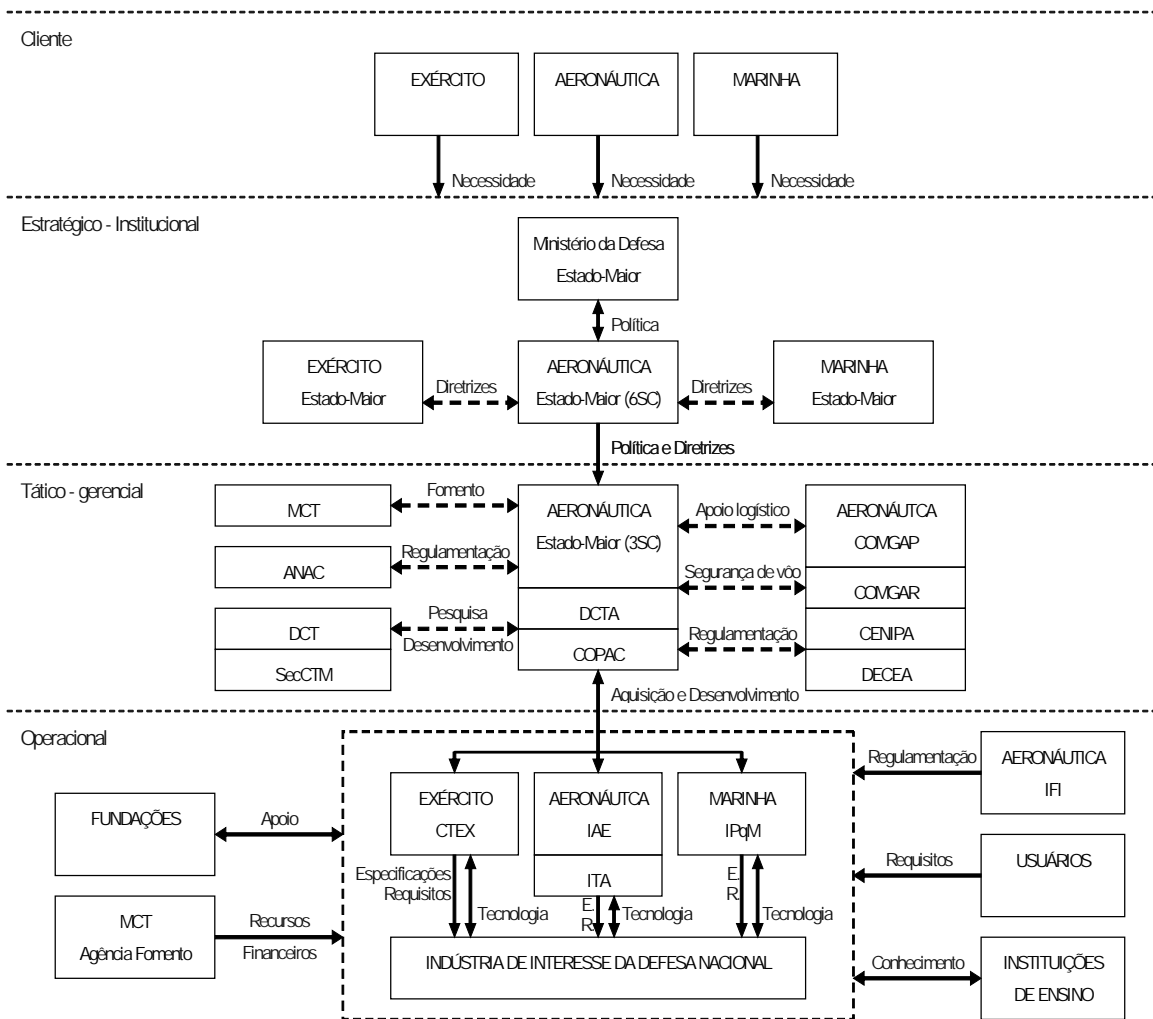 Cliente
EXÉRCITO
AERONÁUTICA
MARINHA
Necessidade
Necessidade
Necessidade
Estratégico - Institucional
Ministério da Defesa
Estado-Maior
Política
EXÉRCITO
Estado-Maior
Diretrizes
AERONÁUTICA
Estado-Maior (6SC)
Diretrizes
MARINHA
Estado-Maior
Política e Diretrizes
Tático - gerencial
MCT
Fomento
AERONÁUTICA
Estado-Maior (3SC)
Apoio logístico
AERONÁUTCA
COMGAP
ANAC
Regulamentação
Segurança de vôo
COMGAR
DCT
SecCTM
Pesquisa
Desenvolvimento
DCTA
COPAC
Regulamentação
CENIPA
DECEA
Aquisição e Desenvolvimento
Operacional
Regulamentação
AERONÁUTICA
IFI
FUNDAÇÕES
Apoio
EXÉRCITO
CTEX
AERONÁUTCA
IAE
ITA
MARINHA
IPqM
Requisitos
USUÁRIOS
Especificações
Requisitos
Tecnologia
E.
R.
Tecnologia
E.
R.
Tecnologia
MCT
Agência Fomento
Recursos
Financeiros
INDÚSTRIA DE INTERESSE DA DEFESA NACIONAL
Conhecimento
INSTITUIÇÕES
DE ENSINO